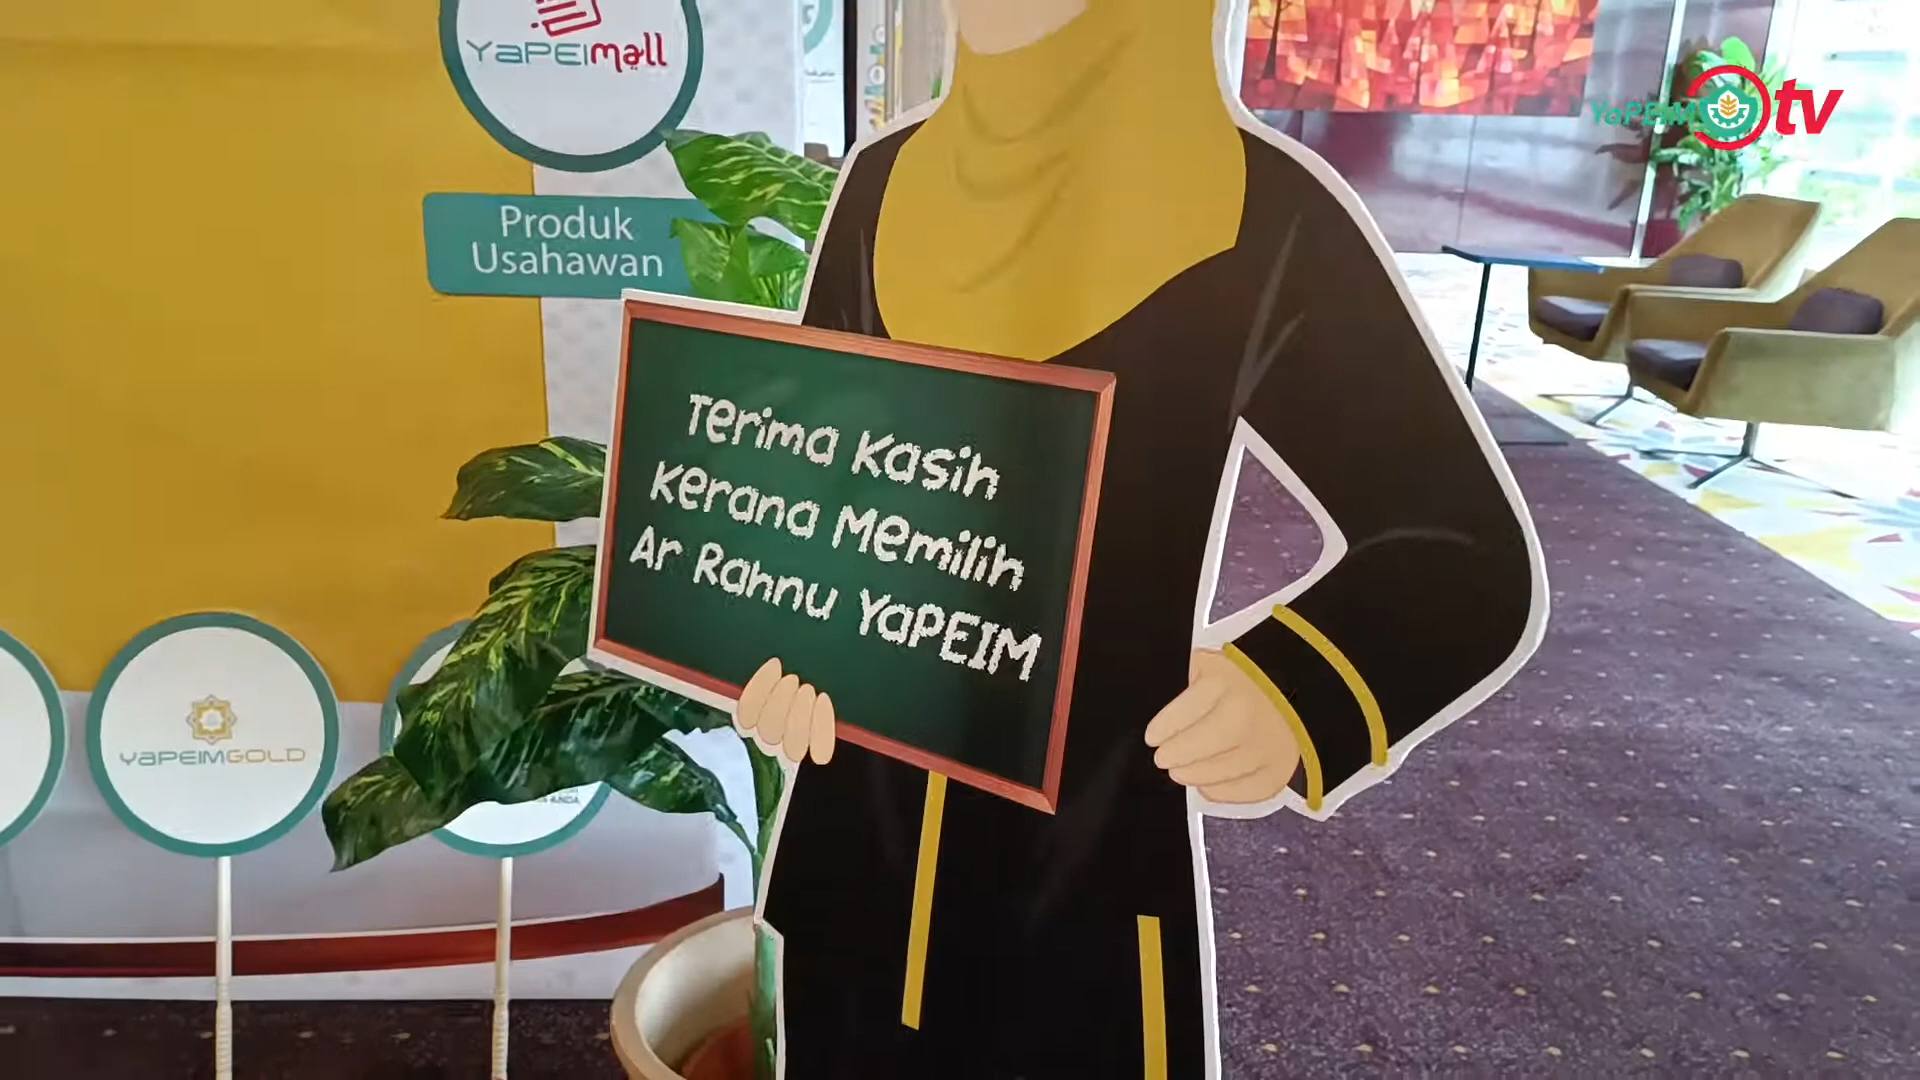 YaPEIMall
YaPEIM tv
Produk
Usahawan
Terima Kasih
Kerana Memilih
Ar Rahnu YaPEIM
YaPEIMGOLD